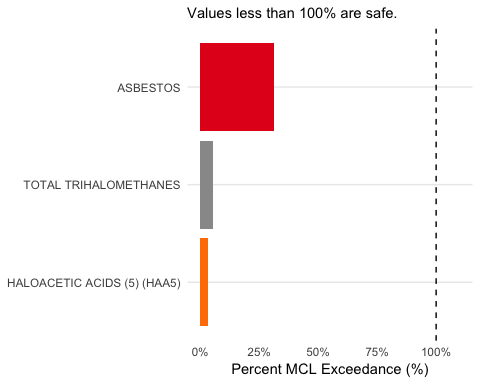 Values less than 100% are safe.
ASBESTOS
TOTAL TRIHALOMETHANES
HALOACETIC ACIDS (5) (HAA5)
0% 25% 50% 75% 100%
Percent MCL Exceedance (%)